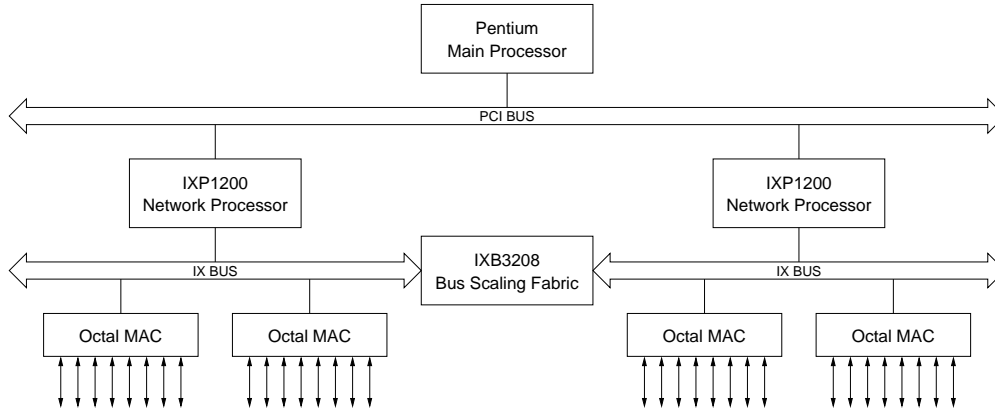 Pentium
Main Processor
PCI BUS
IXP1200
Network Processor
IXP1200
Network Processor
IX BUS
IXB3208
Bus Scaling Fabric
IX BUS
Octal MAC
Octal MAC
Octal MAC
Octal MAC